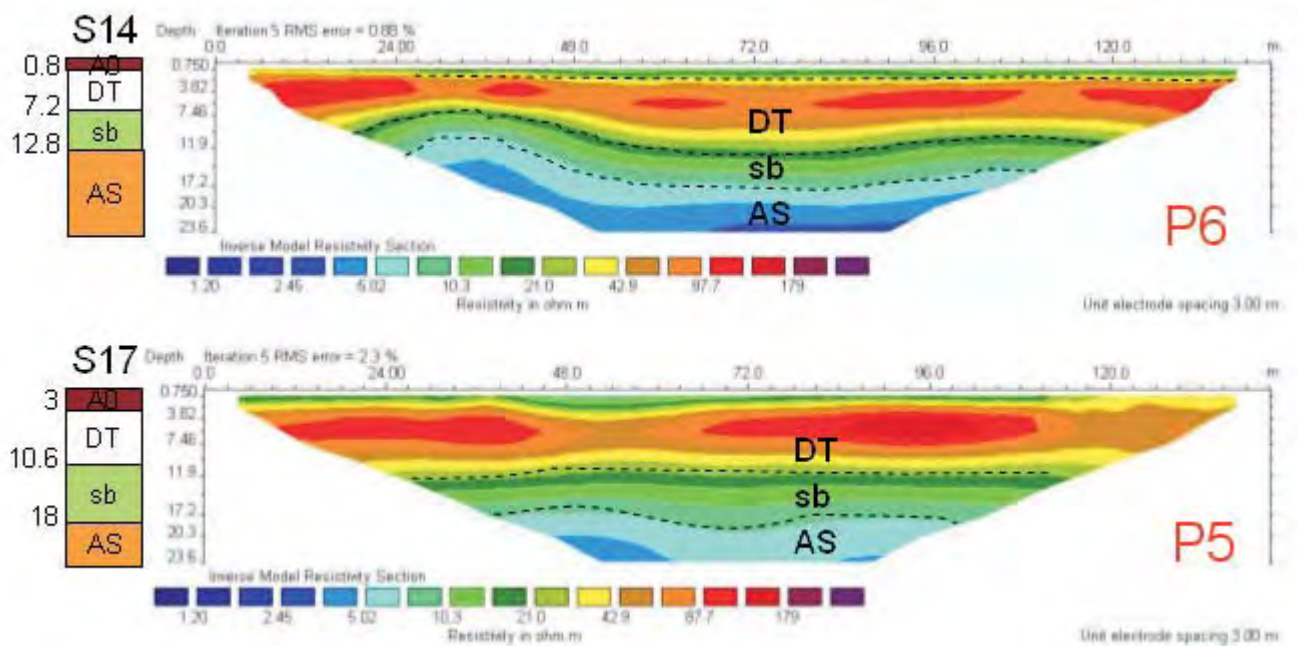 S14
Depth Iteration 5 RMS error = 0.88 %
0.0 24.00 48.0 72.0 96.0 120.0 m.
0.8
A0
DT
7.2
sb
12.8
AS
0.750
3.82
7.46
11.9
17.2
20.3
23.6
DT
sb
AS
P6
Inverse Model Resistivity Section
1.20 2.45 5.02 10.3 21.0 42.9 87.7 179
Resistivity in ohm m
Unit electrode spacing 3.00 m
S17
Depth Iteration 5 RMS error = 2.3 %
0.0 24.00 48.0 72.0 96.0 120.0 m
3
A0
DT
10.6
sb
18
AS
0.750
3.82
7.46
11.9
17.2
20.3
23.6
DT
sb
AS
P5
Inverse Model Resistivity Section
1.20 2.45 5.02 10.3 21.0 42.9 87.7 179
Resistivity in ohm m
Unit electrode spacing 3.00 m